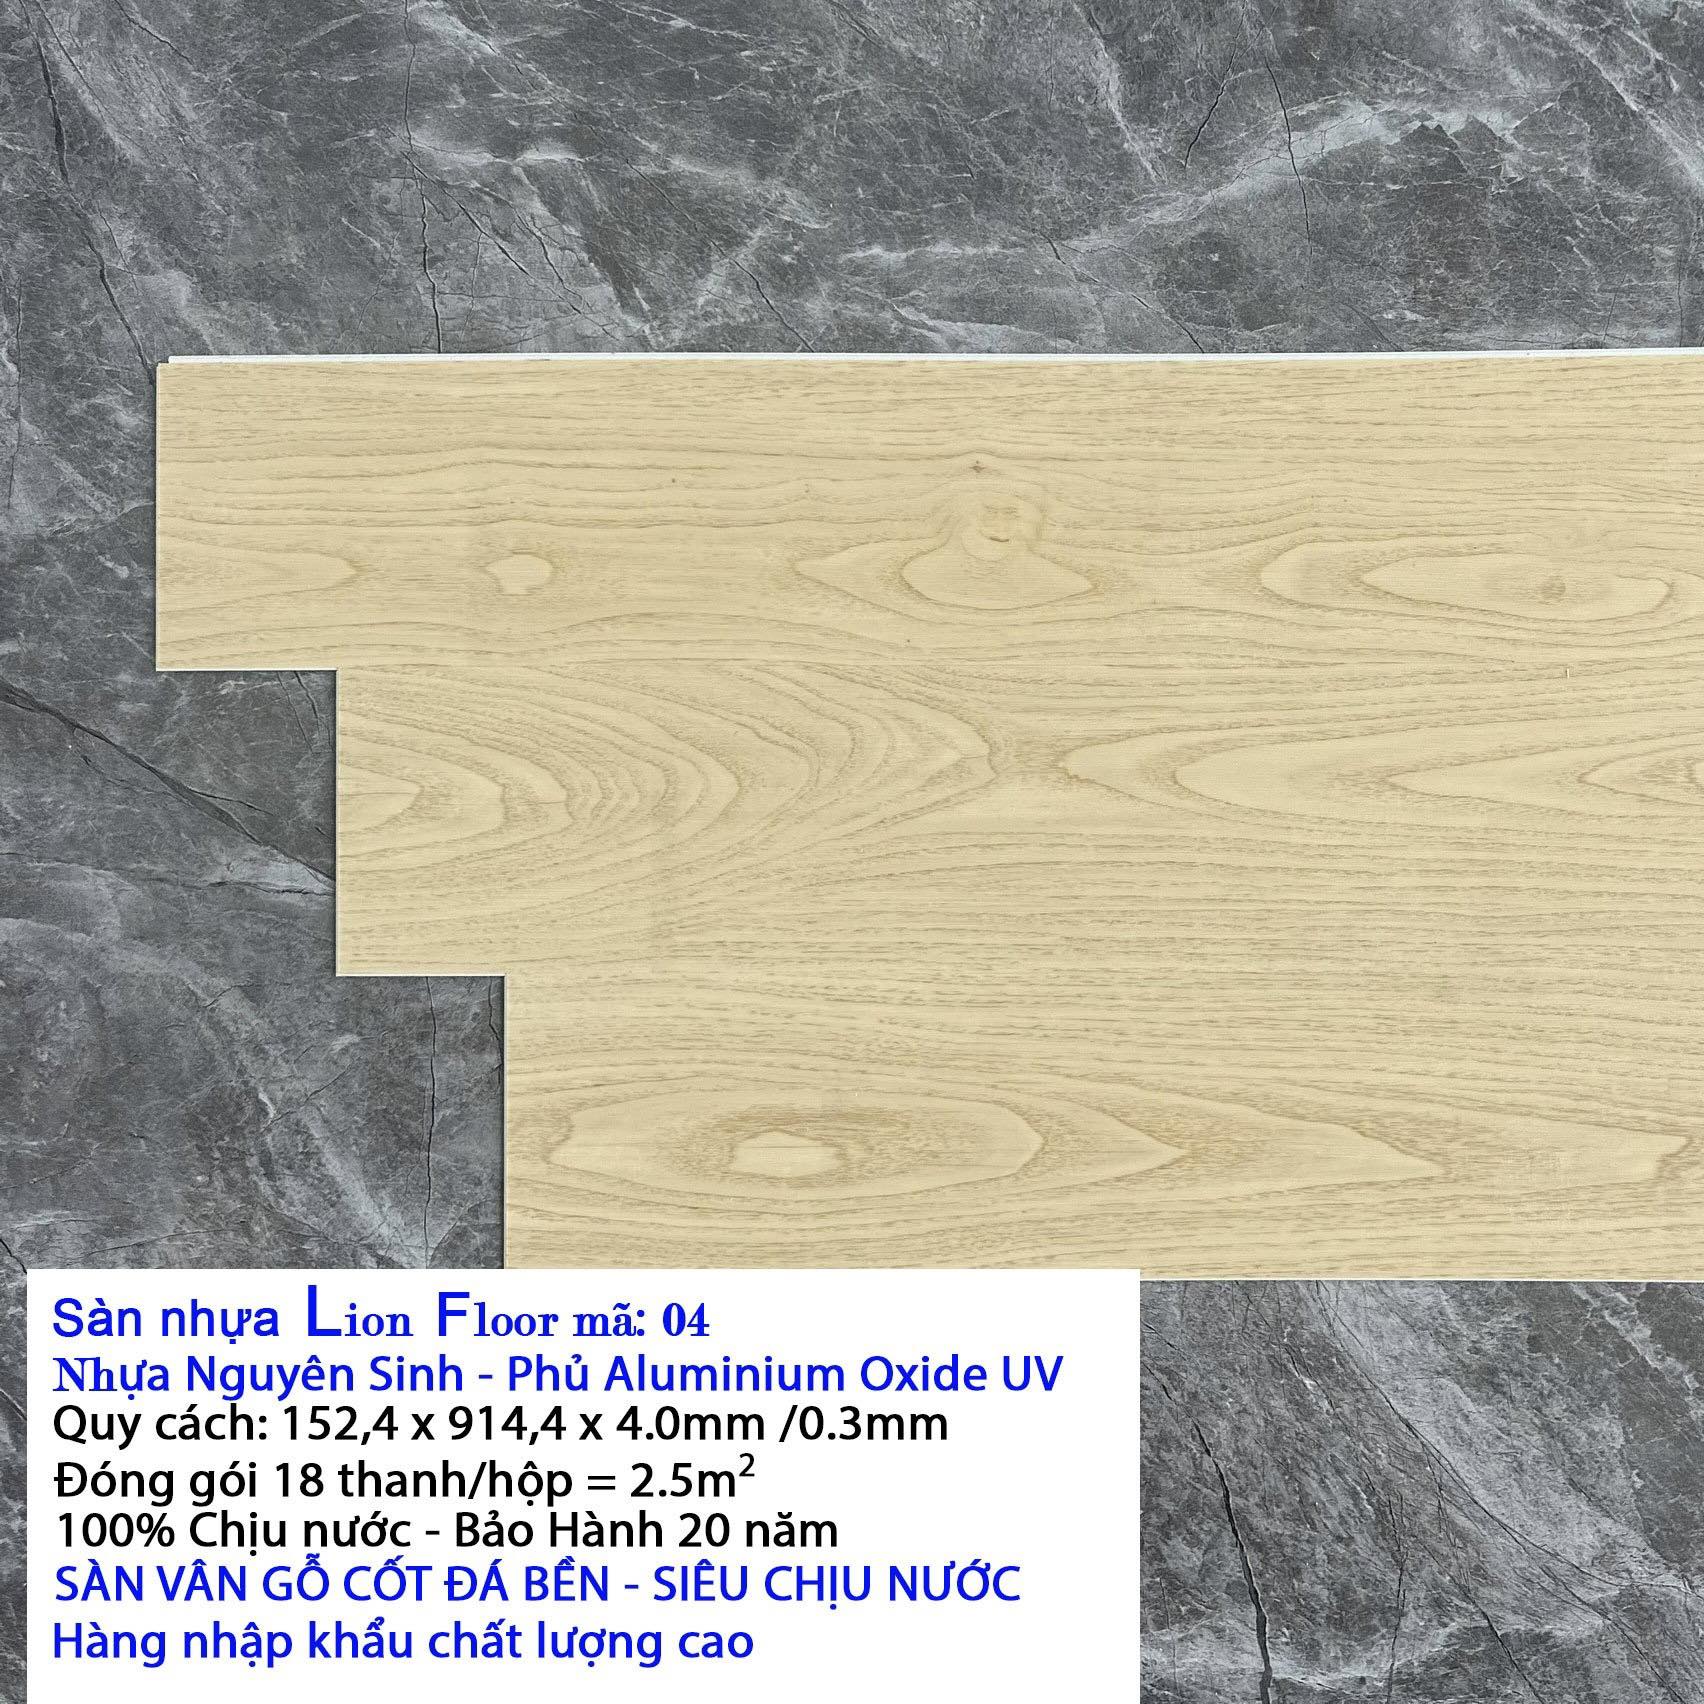 Sàn nhựa Lion Floor mã: 04
Nhựa Nguyên Sinh - Phủ Aluminium Oxide UV
Quy cách: 152,4 x 914,4 x 4.0mm /0.3mm
Đóng gói 18 thanh/hộp = 2.5m²
100% Chịu nước - Bảo Hành 20 năm
SÀN VÂN GỖ CỐT ĐÁ BỀN - SIÊU CHỊU NƯỚC
Hàng nhập khẩu chất lượng cao